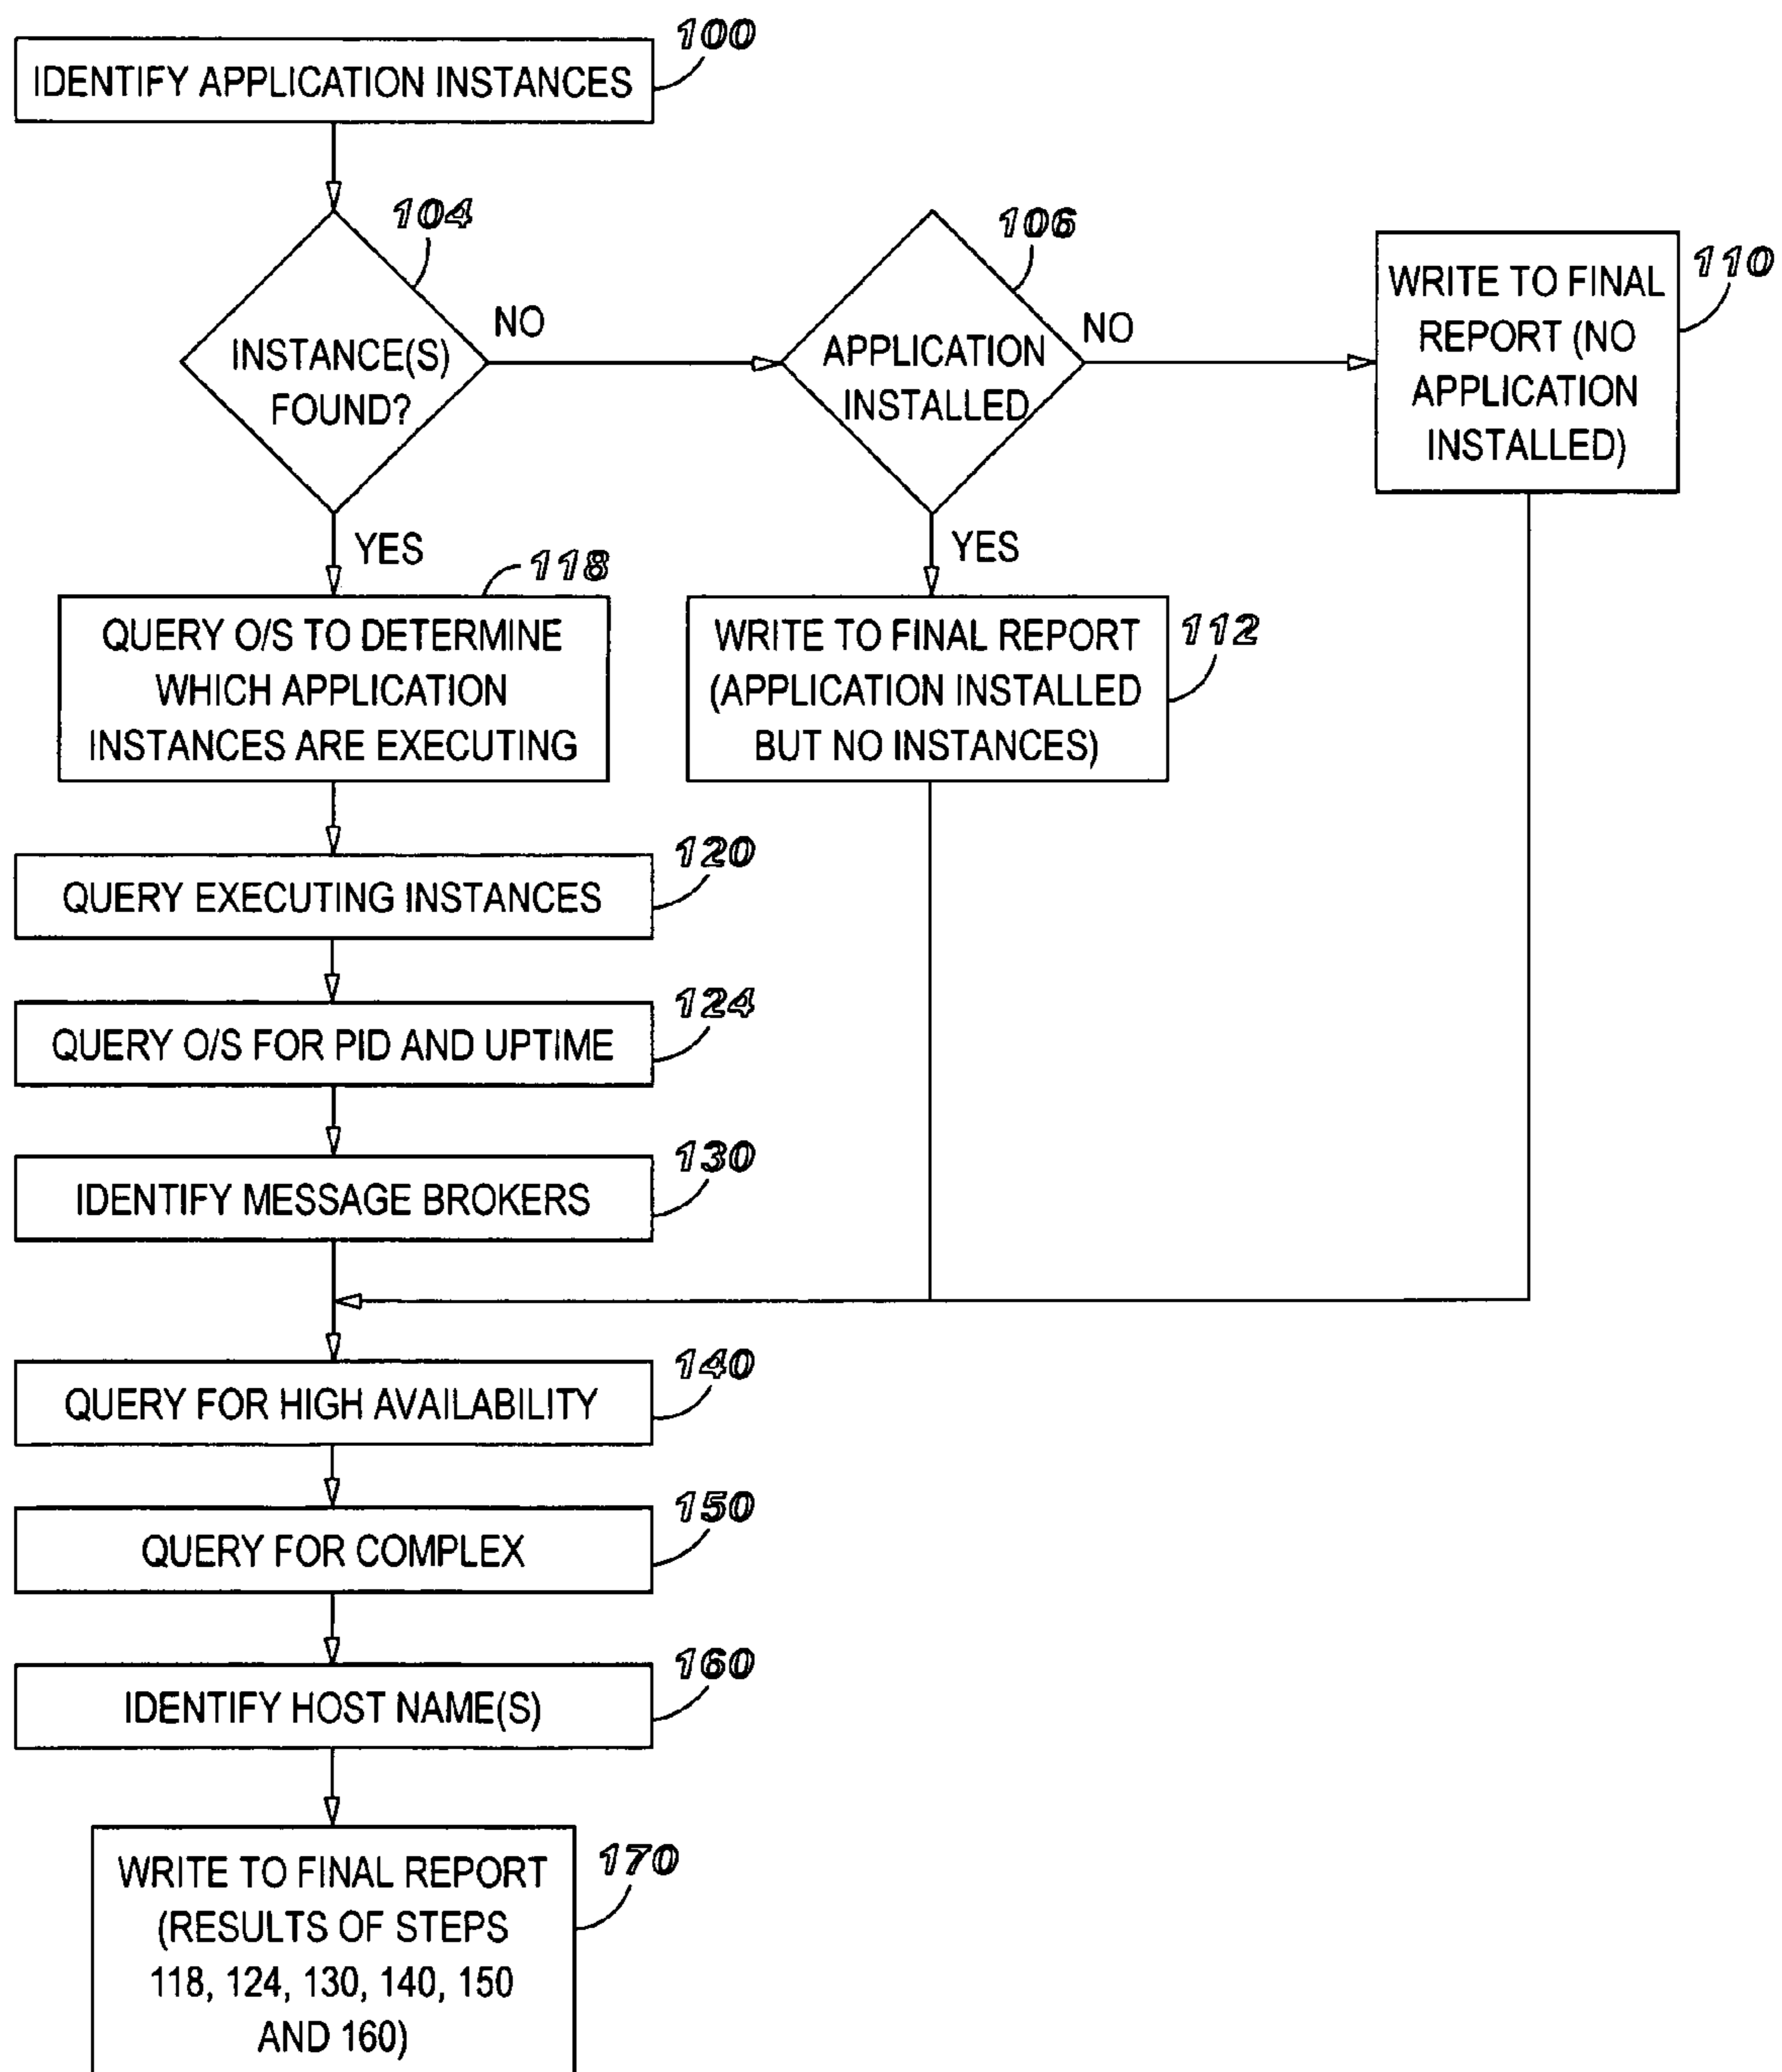 100
IDENTIFY APPLICATION INSTANCES
104
INSTANCE(S)
FOUND?
NO
106
APPLICATION
INSTALLED
NO
110
WRITE TO FINAL
REPORT (NO
APPLICATION
INSTALLED)
YES
118
QUERY O/S TO DETERMINE
WHICH APPLICATION
INSTANCES ARE EXECUTING
YES
112
WRITE TO FINAL REPORT
(APPLICATION INSTALLED
BUT NO INSTANCES)
120
QUERY EXECUTING INSTANCES
124
QUERY O/S FOR PID AND UPTIME
130
IDENTIFY MESSAGE BROKERS
140
QUERY FOR HIGH AVAILABILITY
150
QUERY FOR COMPLEX
160
IDENTIFY HOST NAME(S)
170
WRITE TO FINAL REPORT
(RESULTS OF STEPS
118, 124, 130, 140, 150
AND 160)